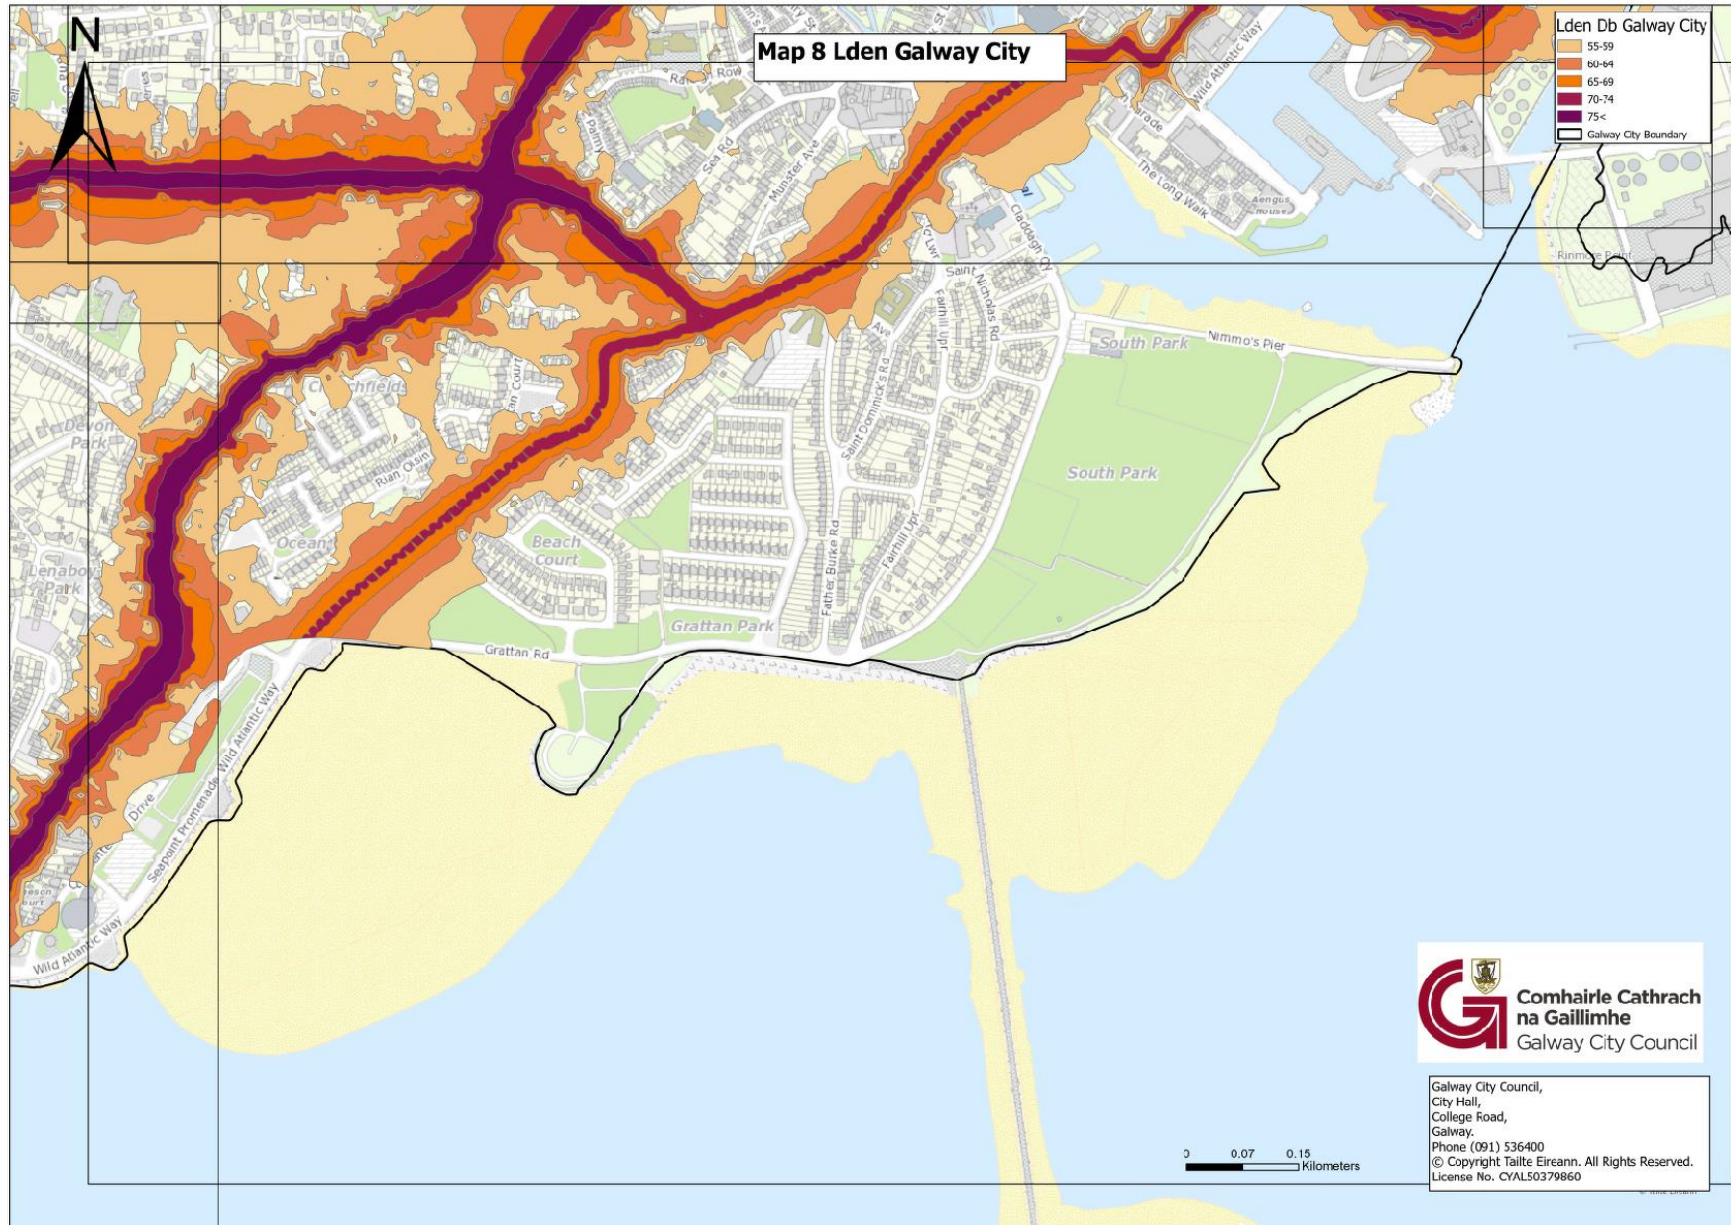 N
Map 8 Lden Galway City
Lden Db Galway City
55-59
60-64
65-69
70-74
75<
Galway City Boundary
Wild Atlantic Way
Sea Rd
Munster Ave
The Long Walk
Aengus House
Claddagh Qy
Rinmore Point
Saint Nicholas Rd
Fairhill Upr
Nimmo's Pier
South Park
Saint Dominick's Rd
Devon Park
Rian Oisin
South Park
Ocean
Beach Court
Fairhill Upr
Father Burke Rd
Lenaboy Park
Grattan Park
Grattan Rd
Wild Atlantic Way
Seapoint Promenade
Drive
Wild Atlantic Way
Comhairle Cathrach
na Gaillimhe
Galway City Council
Galway City Council,
City Hall,
College Road,
Galway.
Phone (091) 536400
© Copyright Tailte Eireann. All Rights Reserved.
License No. CYAL50379860
0 0.07 0.15
Kilometers